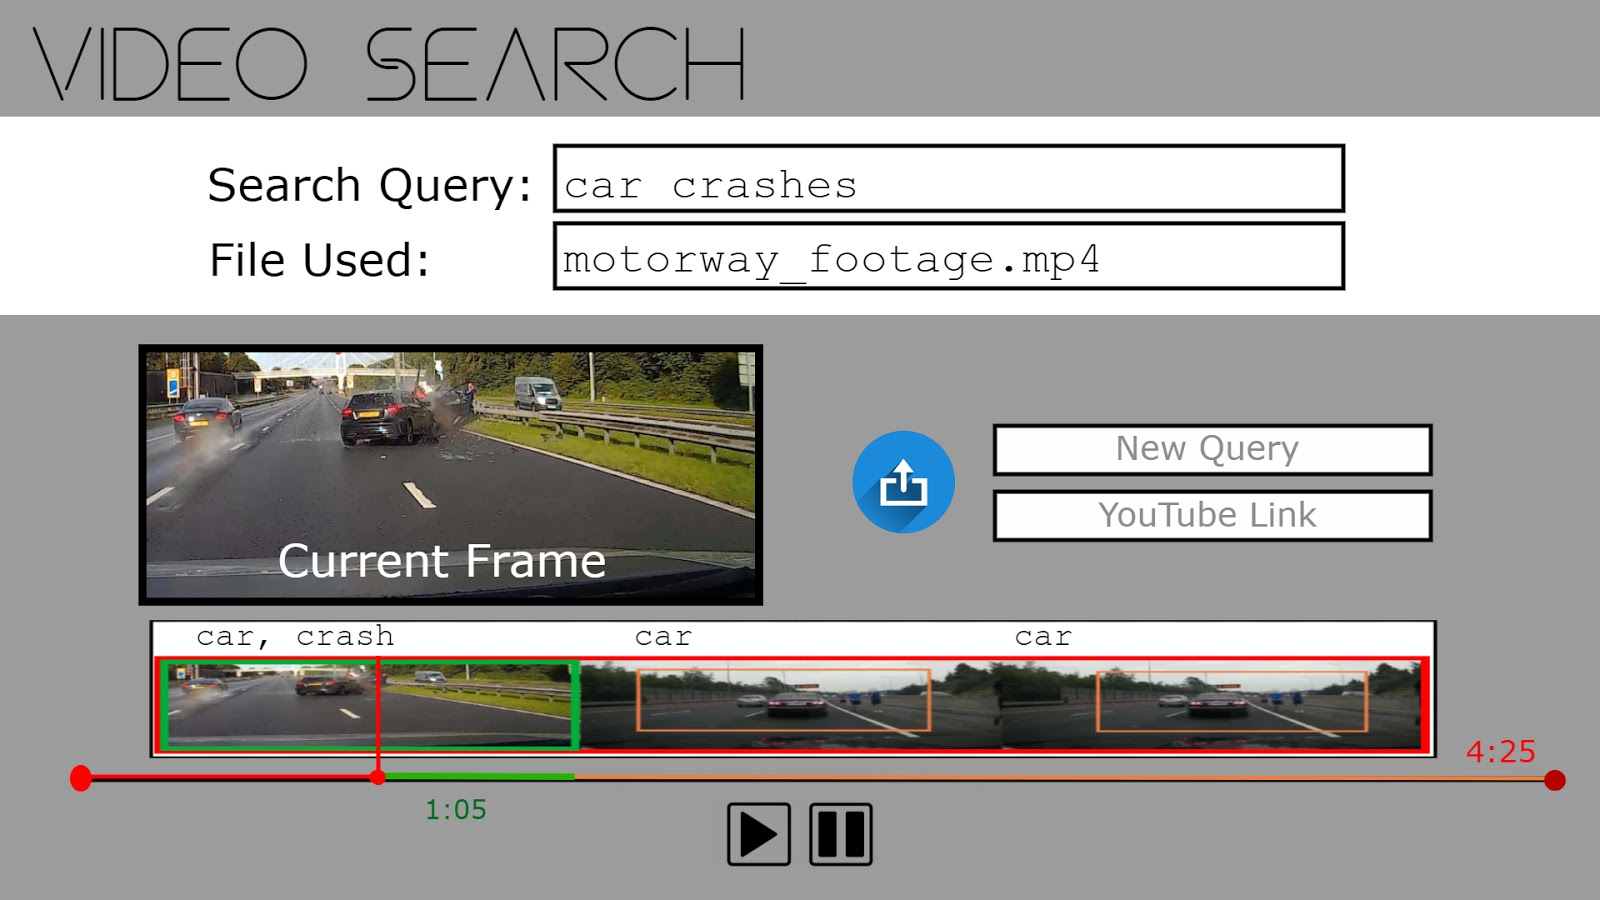 VIDEO SEARCH
Search Query: car crashes
File Used: motorway_footage.mp4
New Query
YouTube Link
Current Frame
car, crash car car
4:25
1:05